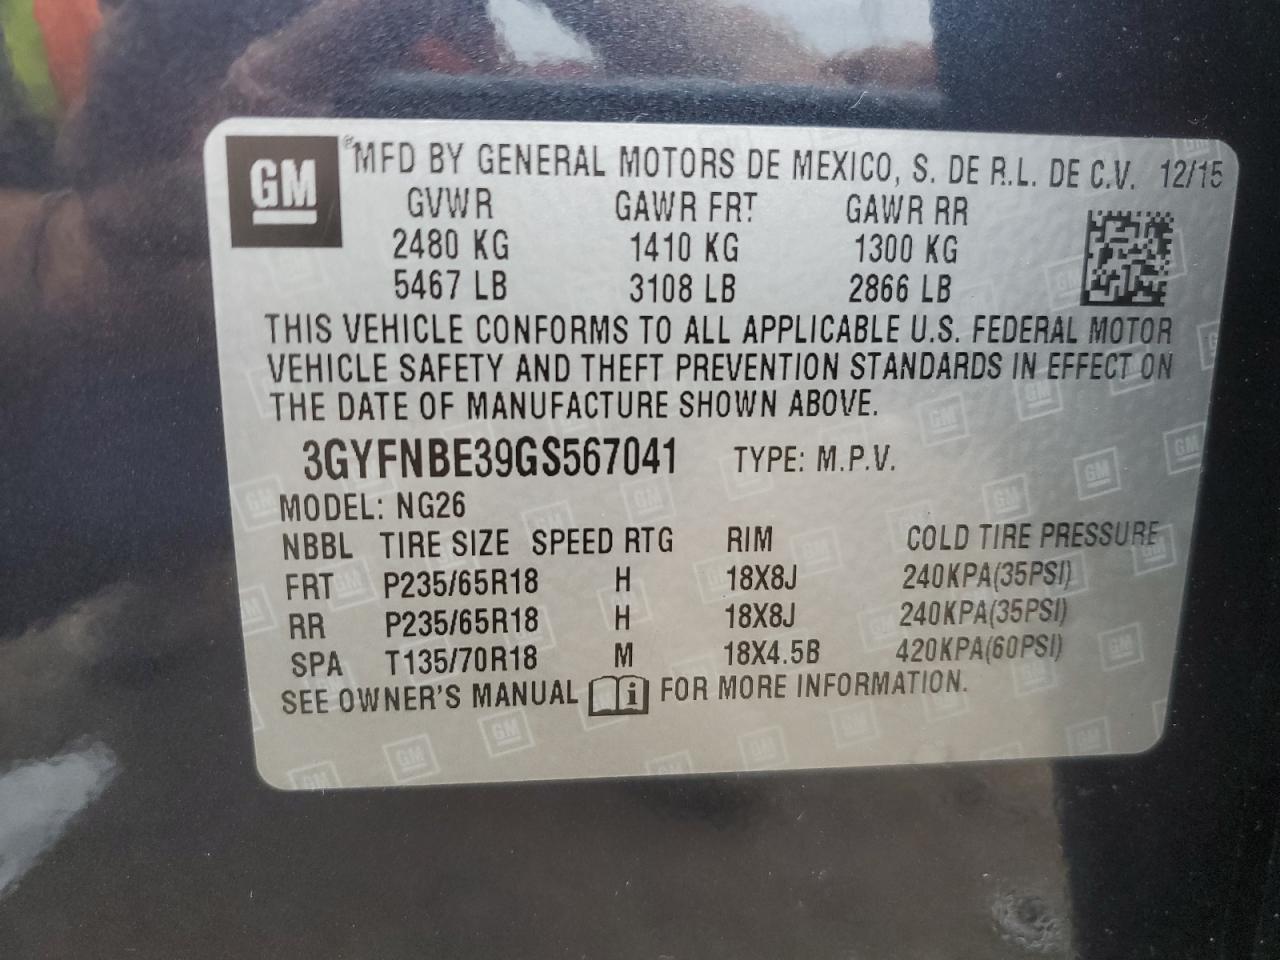 GM ® MFD BY GENERAL MOTORS DE MEXICO, S. DE R.L. DE C.V. 12/15
GVWR GAWR FRT GAWR RR
2480 KG 1410 KG 1300 KG
5467 LB 3108 LB 2866 LB
THIS VEHICLE CONFORMS TO ALL APPLICABLE U.S. FEDERAL MOTOR
VEHICLE SAFETY AND THEFT PREVENTION STANDARDS IN EFFECT ON
THE DATE OF MANUFACTURE SHOWN ABOVE.
3GYFNBE39GS567041 TYPE: M.P.V.
MODEL: NG26
NBBL TIRE SIZE SPEED RTG RIM COLD TIRE PRESSURE
FRT P235/65R18 H 18X8J 240KPA(35PSI)
RR P235/65R18 H 18X8J 240KPA(35PSI)
SPA T135/70R18 M 18X4.5B 420KPA(60PSI)
SEE OWNER'S MANUAL i FOR MORE INFORMATION.